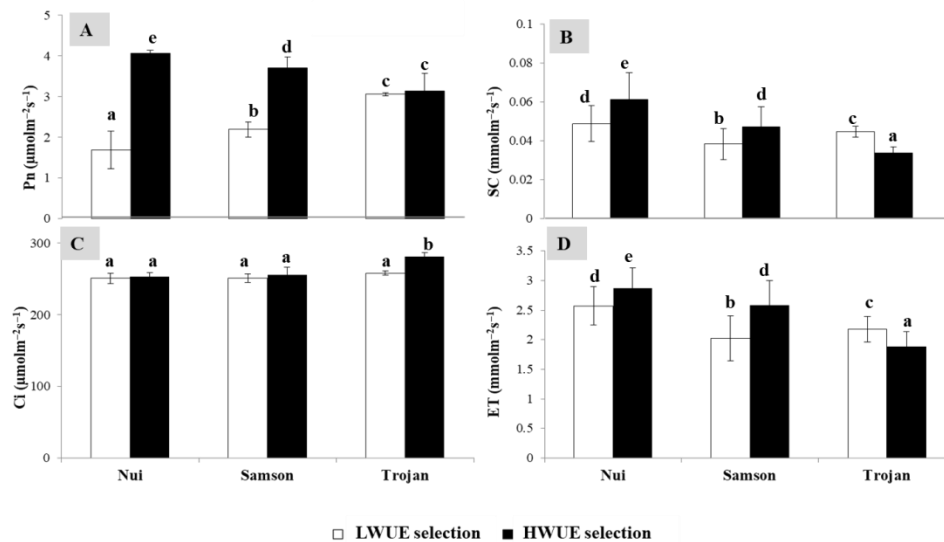 A
Pn (μmolm⁻²s⁻¹)
5
4
3
2
1
0
a
e
b
d
c
c
B
SC (mmolm⁻²s⁻¹)
0.1
0.08
0.06
0.04
0.02
0
d
e
b
d
c
a
C
Ci (μmolm⁻²s⁻¹)
300
200
100
0
a
a
a
a
a
b
Nui
Samson
Trojan
D
ET (mmolm⁻²s⁻¹)
3.5
3
2.5
2
1.5
1
0.5
0
d
e
b
d
c
a
Nui
Samson
Trojan
LWUE selection
HWUE selection